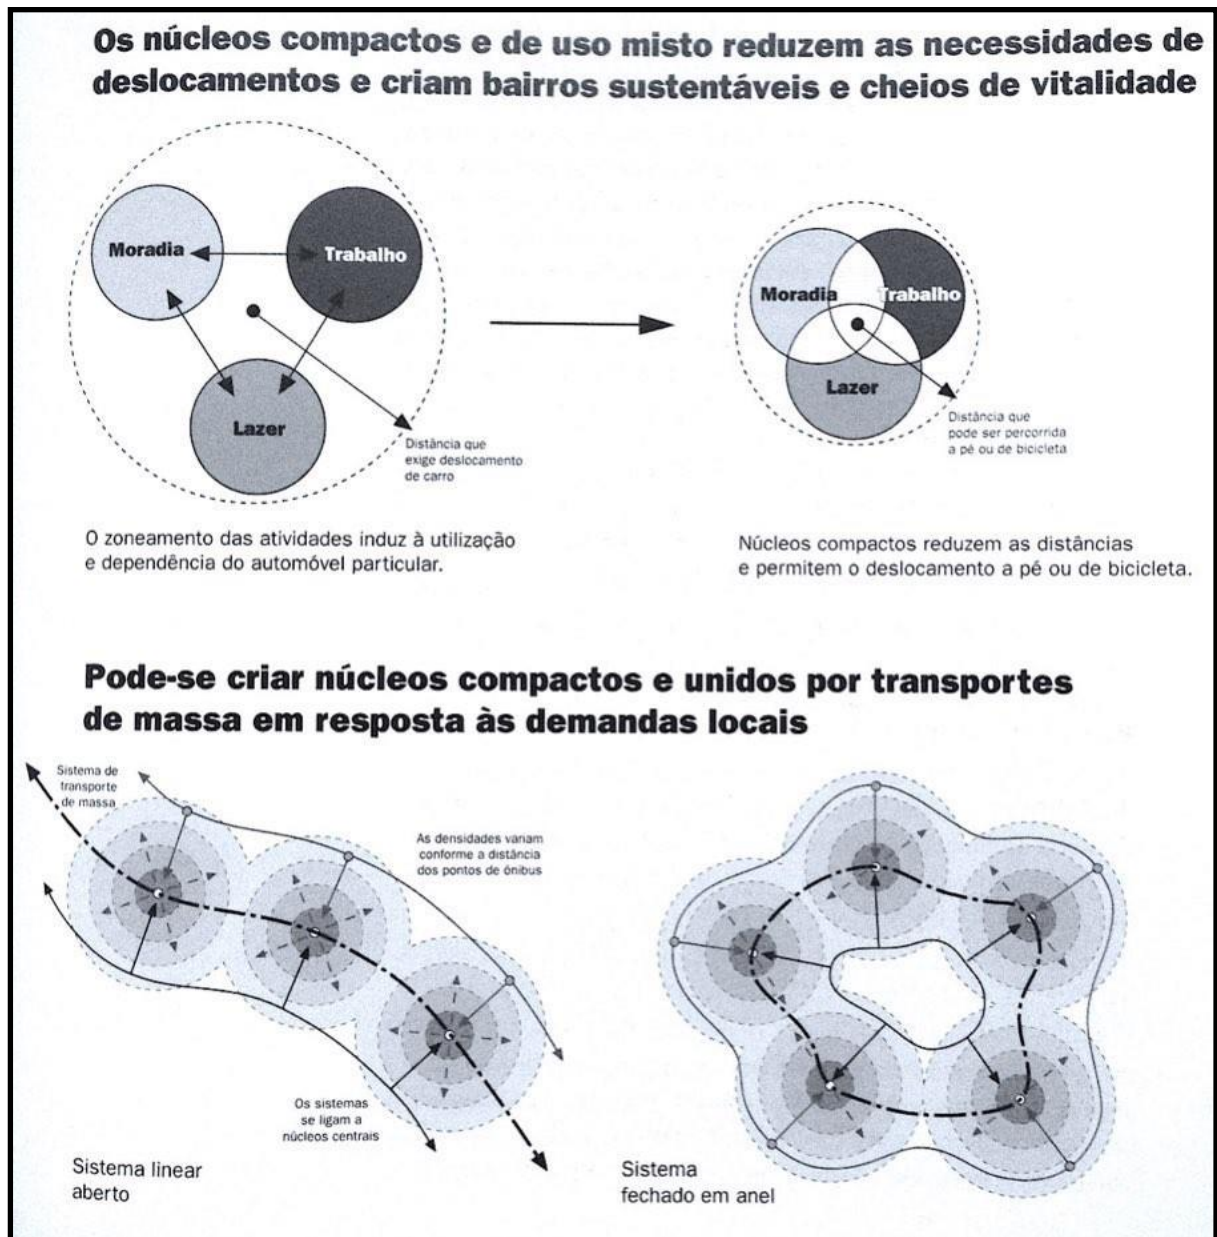 Os núcleos compactos e de uso misto reduzem as necessidades de
deslocamentos e criam bairros sustentáveis e cheios de vitalidade
Moradia
Trabalho
Lazer
Distância que
exige deslocamento
de carro
O zoneamento das atividades induz à utilização
e dependência do automóvel particular.
Moradia
Trabalho
Lazer
Distância que
pode ser percorrida
a pé ou de bicicleta
Núcleos compactos reduzem as distâncias
e permitem o deslocamento a pé ou de bicicleta.
Pode-se criar núcleos compactos e unidos por transportes
de massa em resposta às demandas locais
Sistema de
transporte
de massa
As densidades variam
conforme a distância
dos pontos de ônibus
Os sistemas
se ligam a
núcleos centrais
Sistema linear
aberto
Sistema
fechado em anel